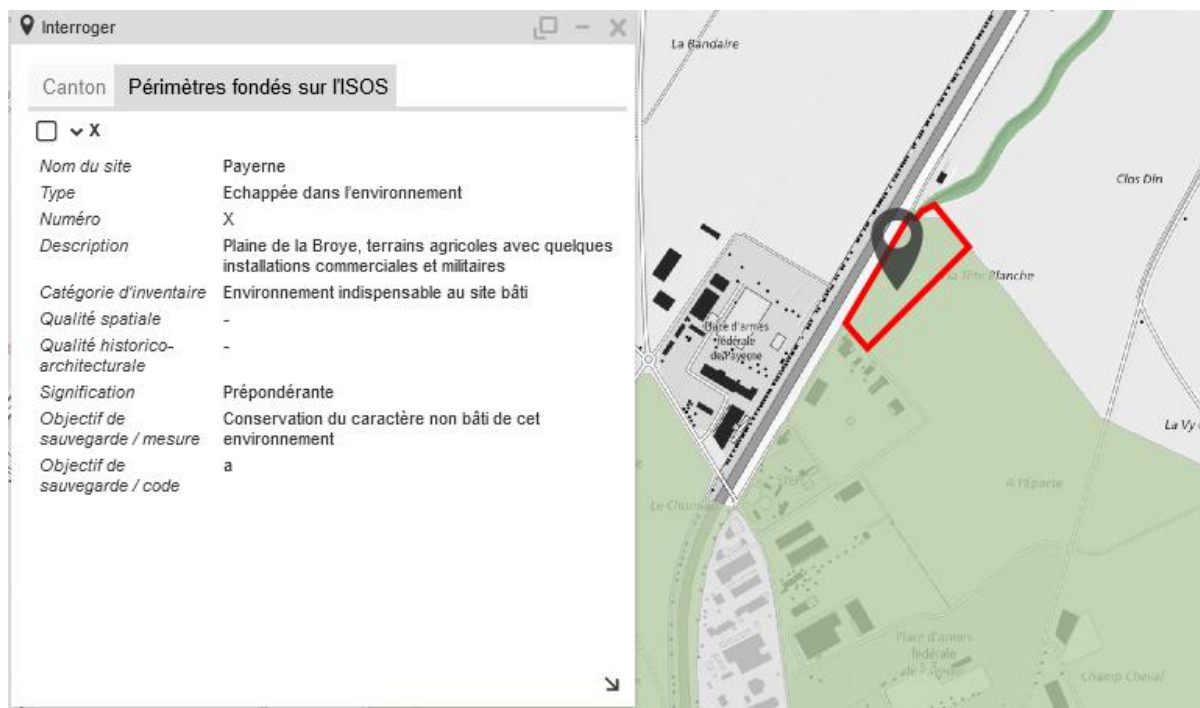 Interroger
Canton Périmètres fondés sur l'ISOS
X
Nom du site Payerne
Type Echappée dans l'environnement
Numéro X
Description Plaine de la Broye, terrains agricoles avec quelques
installations commerciales et militaires
Catégorie d'inventaire Environnement indispensable au site bâti
Qualité spatiale -
Qualité historico- -
architecturale
Signification Prépondérante
Objectif de Conservation du caractère non bâti de cet
sauvegarde / mesure environnement
Objectif de a
sauvegarde / code
La Bandaire
Clos Din
la Tête Planche
Place d'armes
fédérale
de Payerne
La Vy
A l'Eparse
STEP
Place d'armes
fédérale
Champ Cheval